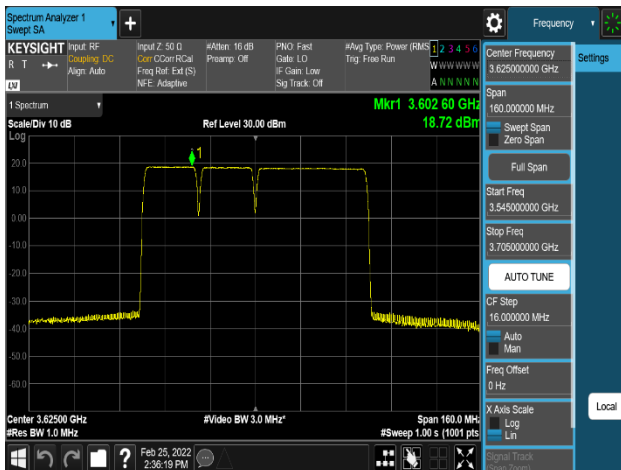 Spectrum Analyzer 1
Swept SA
+
Frequency
KEYSIGHT
R T
LXI
Input: RF
Coupling: DC
Align: Auto
Input Z: 50 Ω
Corr CCorr RCal
Freq Ref: Ext (S)
NFE: Adaptive
#Atten: 16 dB
Preamp: Off
PNO: Fast
Gate: LO
IF Gain: Low
Sig Track: Off
#Avg Type: Power (RMS
Trig: Free Run
1 2 3 4 5 6
W W W W W W
A N N N N N
1 Spectrum
Scale/Div 10 dB
Log
Ref Level 30.00 dBm
Mkr1 3.602 60 GHz
18.72 dBm
1
20.0
10.0
0.00
-10.0
-20.0
-30.0
-40.0
-50.0
-60.0
Center 3.62500 GHz
#Res BW 1.0 MHz
#Video BW 3.0 MHz*
Span 160.0 MHz
#Sweep 1.00 s (1001 pts
Center Frequency
3.625000000 GHz
Settings
Span
160.000000 MHz
Swept Span
Zero Span
Full Span
Start Freq
3.545000000 GHz
Stop Freq
3.705000000 GHz
AUTO TUNE
CF Step
16.000000 MHz
Auto
Man
Freq Offset
0 Hz
X Axis Scale
Log
Lin
Local
Signal Track
(Span Zoom)
?
Feb 25, 2022
2:36:19 PM